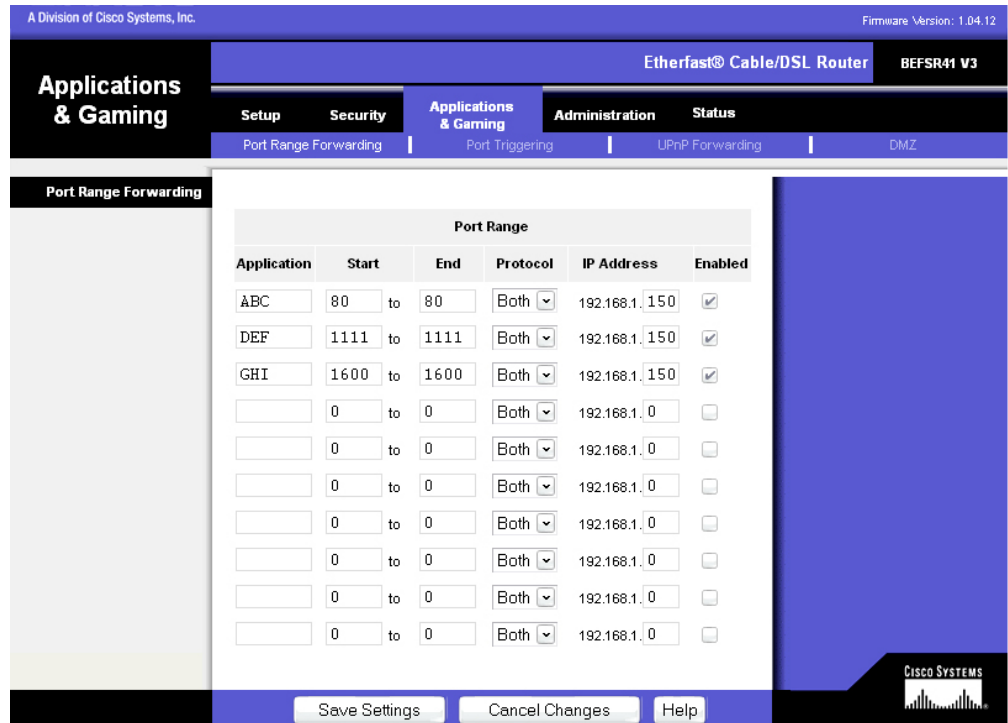 A Division of Cisco Systems, Inc.
Firmware Version: 1.04.12
Etherfast® Cable/DSL Router BEFSR41 V3
Applications & Gaming
Setup Security Applications & Gaming Administration Status
Port Range Forwarding Port Triggering UPnP Forwarding DMZ
Port Range Forwarding
Port Range
Application Start End Protocol IP Address Enabled
ABC 80 to 80 Both 192.168.1. 150
DEF 1111 to 1111 Both 192.168.1. 150
GHI 1600 to 1600 Both 192.168.1. 150
0 to 0 Both 192.168.1. 0
0 to 0 Both 192.168.1. 0
0 to 0 Both 192.168.1. 0
0 to 0 Both 192.168.1. 0
0 to 0 Both 192.168.1. 0
0 to 0 Both 192.168.1. 0
0 to 0 Both 192.168.1. 0
CISCO SYSTEMS
Save Settings Cancel Changes Help